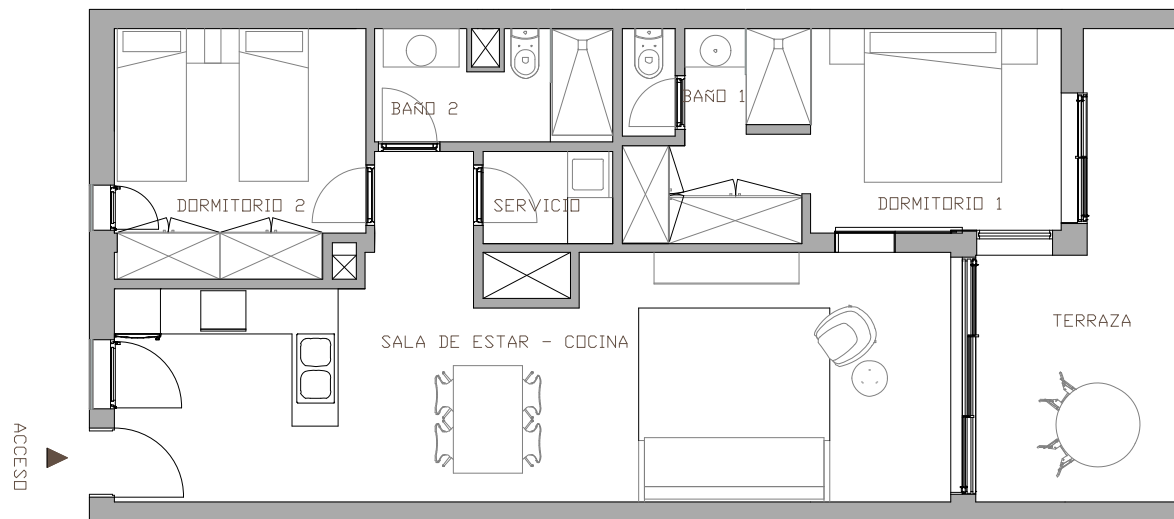 BAÑO 2
BAÑO 1
DORMITORIO 2
SERVICIO
DORMITORIO 1
SALA DE ESTAR - COCINA
TERRAZA
ACCESO